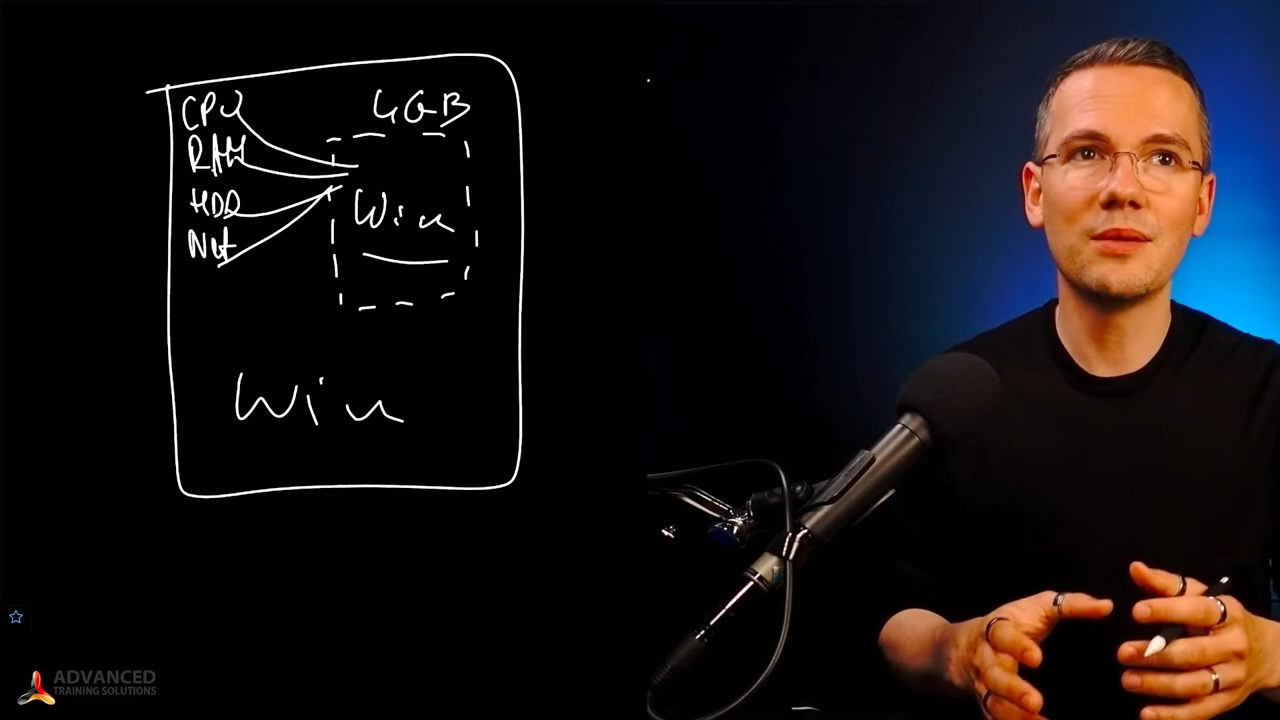 CPU
4GB
RAM
HDD
Net
Win
Win
ADVANCED
TRAINING SOLUTIONS